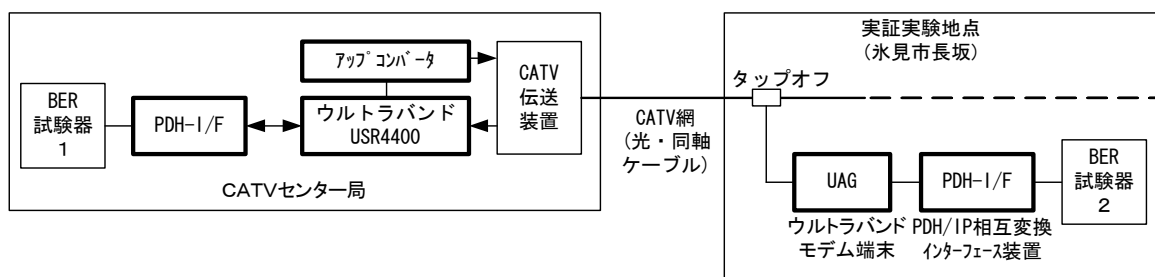 BER
試験器
1
PDH-I/F
アップコンバータ
ウルトラバンド
USR4400
CATV
伝送
装置
CATVセンター局
CATV網
(光・同軸
ケーブル)
実証実験地点
(氷見市長坂)
タップオフ
UAG
ウルトラバンド
モデム端末
PDH-I/F
PDH/IP相互変換
インターフェース装置
BER
試験器
2